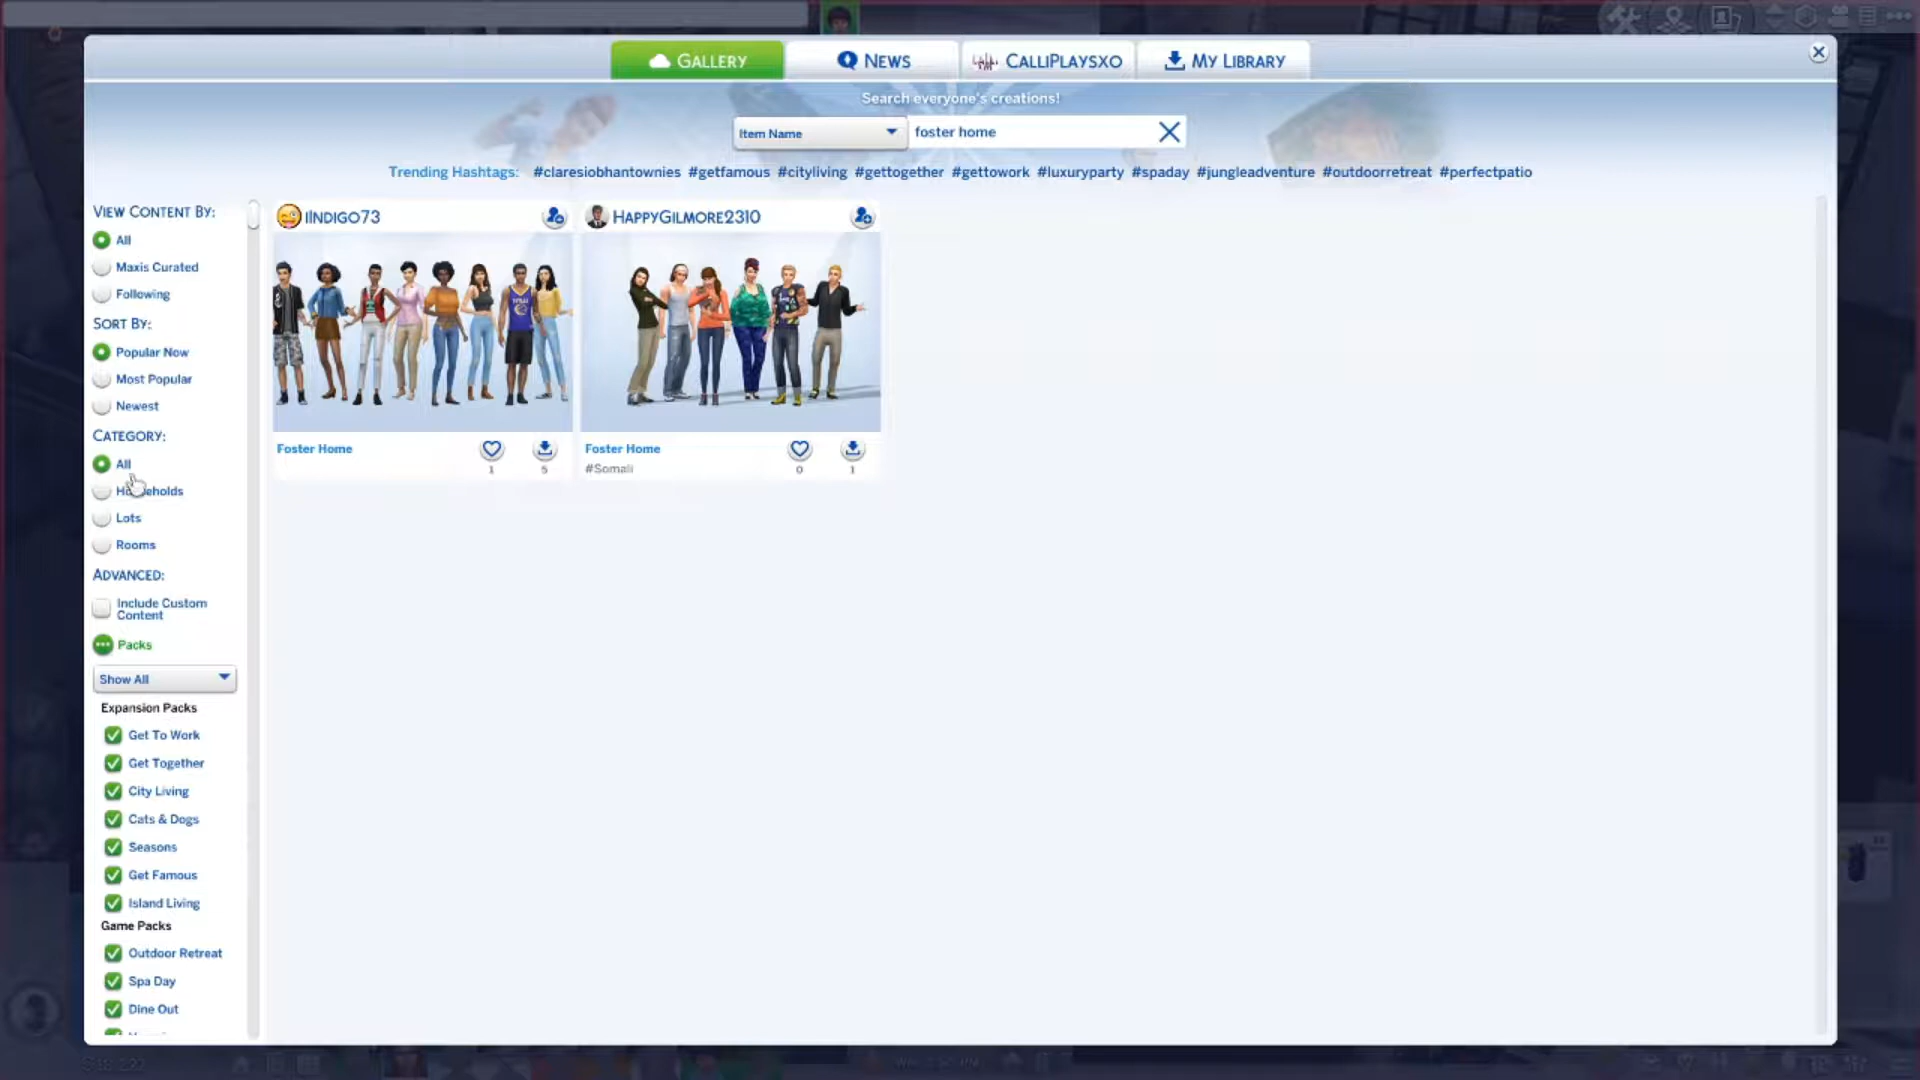 GALLERY
NEWS
CALLIPLAYSXO
MY LIBRARY
Search everyone's creations!
Item Name
foster home
Trending Hashtags: #claresiobhantownies #getfamous #cityliving #gettogether #gettowork #luxuryparty #spaday #jungleadventure #outdoorretreat #perfectpatio
VIEW CONTENT BY:
All
Maxis Curated
Following
SORT BY:
Popular Now
Most Popular
Newest
CATEGORY:
All
Lots
Rooms
ADVANCED:
Include Custom
Content
Packs
Show All
Expansion Packs
Get To Work
Get Together
City Living
Cats & Dogs
Seasons
Get Famous
Island Living
Game Packs
Outdoor Retreat
Spa Day
Dine Out
IINDIGO73
Foster Home
1
5
HAPPYGILMORE2310
Foster Home
#Somali
0
1